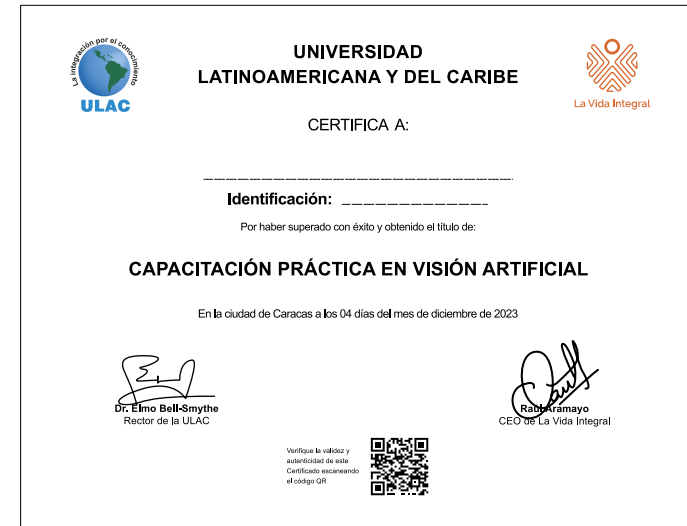 La integración por el conocimiento
ULAC
UNIVERSIDAD
LATINOAMERICANA Y DEL CARIBE
La Vida Integral
CERTIFICA A:
Identificación:
Por haber superado con éxito y obtenido el título de:
CAPACITACIÓN PRÁCTICA EN VISIÓN ARTIFICIAL
En la ciudad de Caracas a los 04 días del mes de diciembre de 2023
Dr. Elmo Bell-Smythe
Rector de la ULAC
Raúl Aramayo
CEO de La Vida Integral
Verifique la validez y
autenticidad de este
Certificado escaneando
el código QR